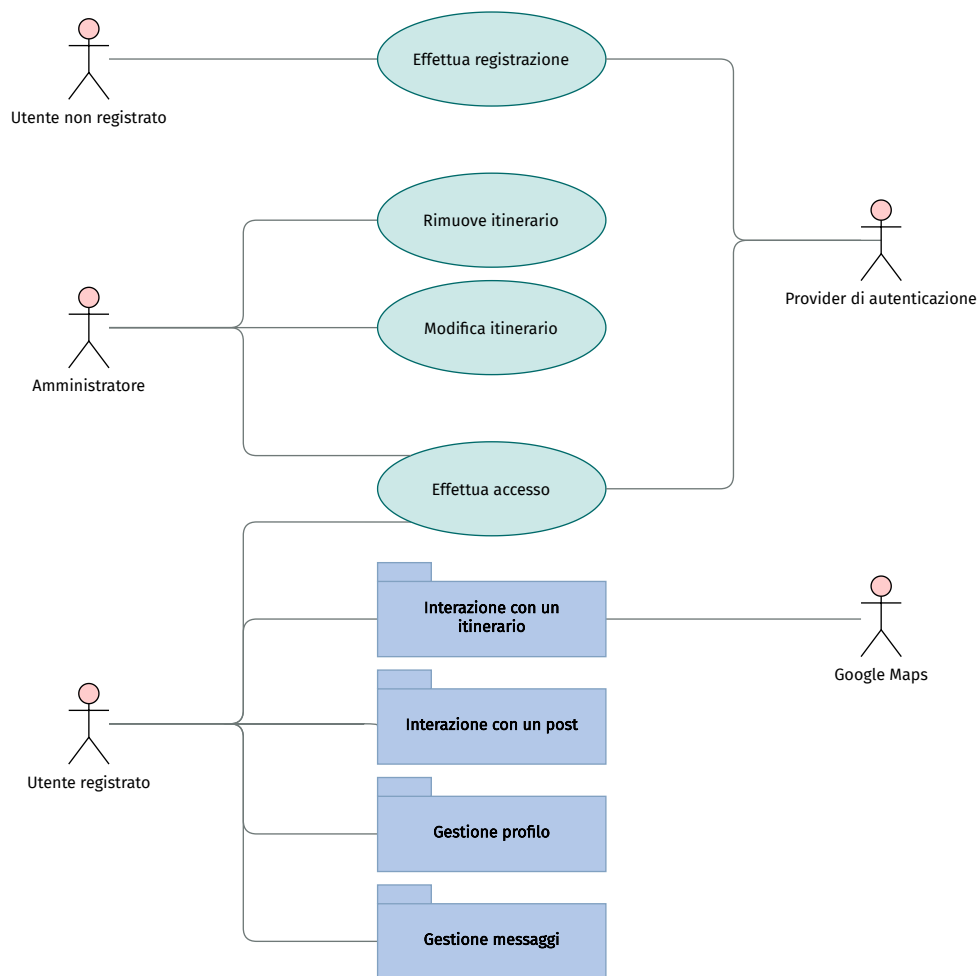 Effettua registrazione
Utente non registrato
Rimuove itinerario
Provider di autenticazione
Modifica itinerario
Amministratore
Effettua accesso
Interazione con un
itinerario
Google Maps
Interazione con un post
Utente registrato
Gestione profilo
Gestione messaggi